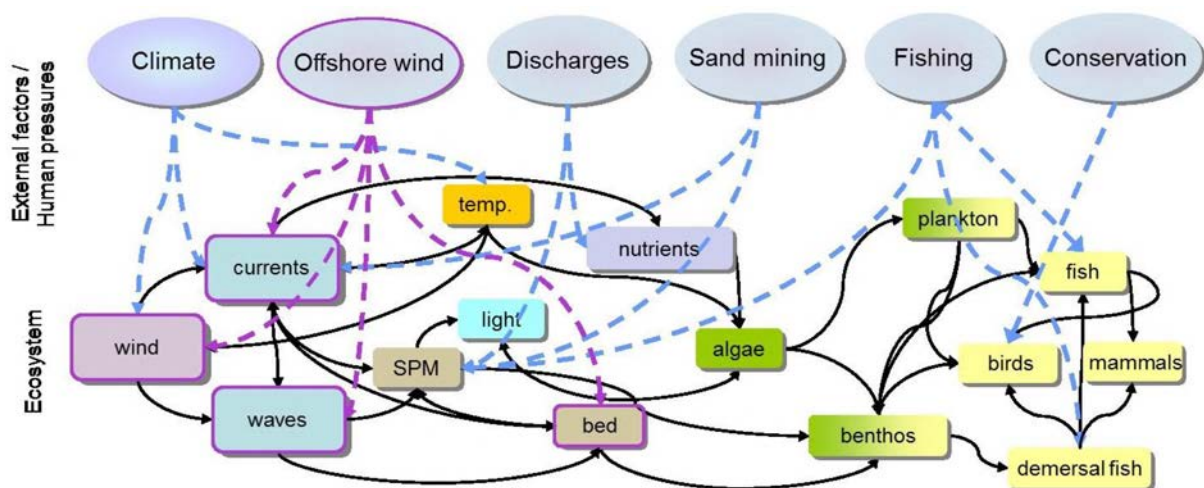 External factors /
Human pressures
Climate
Offshore wind
Discharges
Sand mining
Fishing
Conservation
Ecosystem
temp.
plankton
nutrients
currents
fish
light
wind
algae
SPM
birds
mammals
waves
bed
benthos
demersal fish